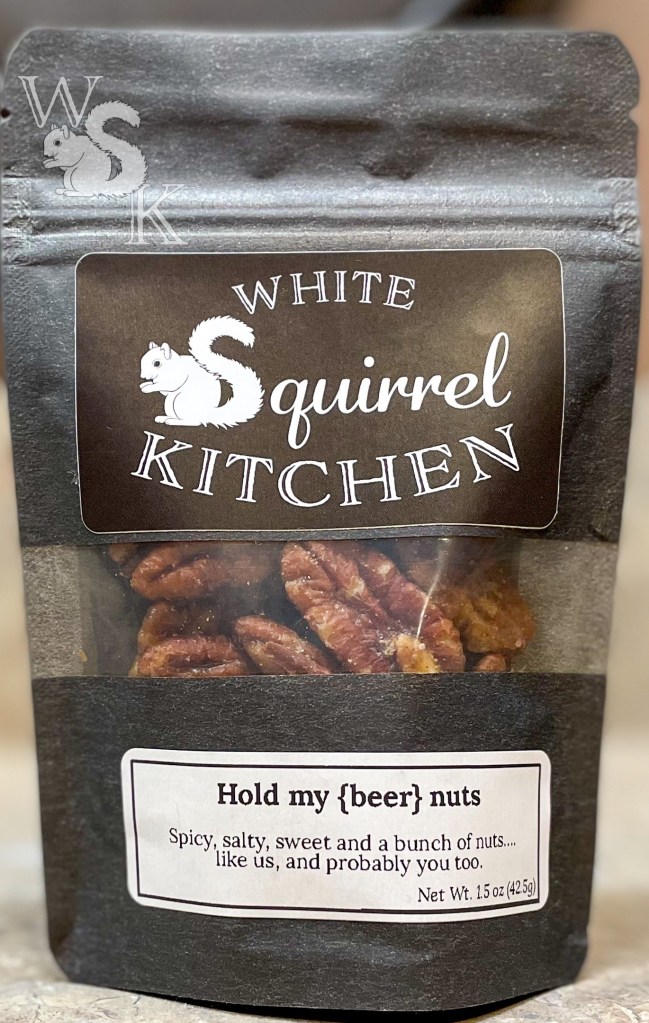 W
S
K
WHITE
Squirrel
KITCHEN
Hold my {beer} nuts
Spicy, salty, sweet and a bunch of nuts....
like us, and probably you too.
Net Wt. 1.5 oz (42.5g)